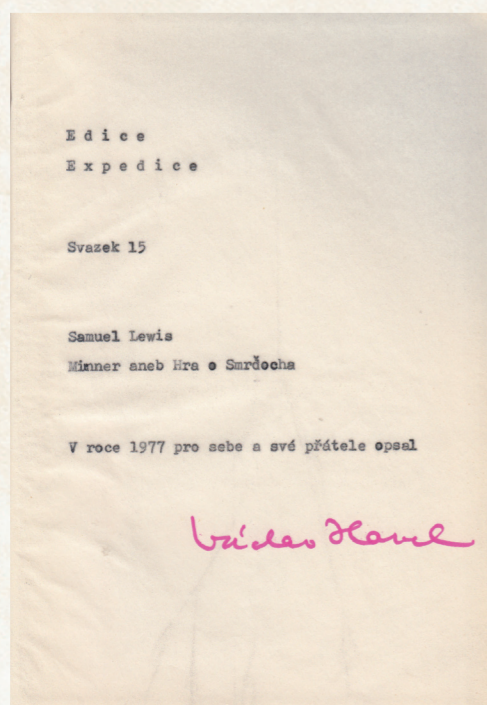 E d i c e
E x p e d i c e
Svazek 15
Samuel Lewis
Minner aneb Hra o Smrďocha
V roce 1977 pro sebe a své přátele opsal
Václav Havel